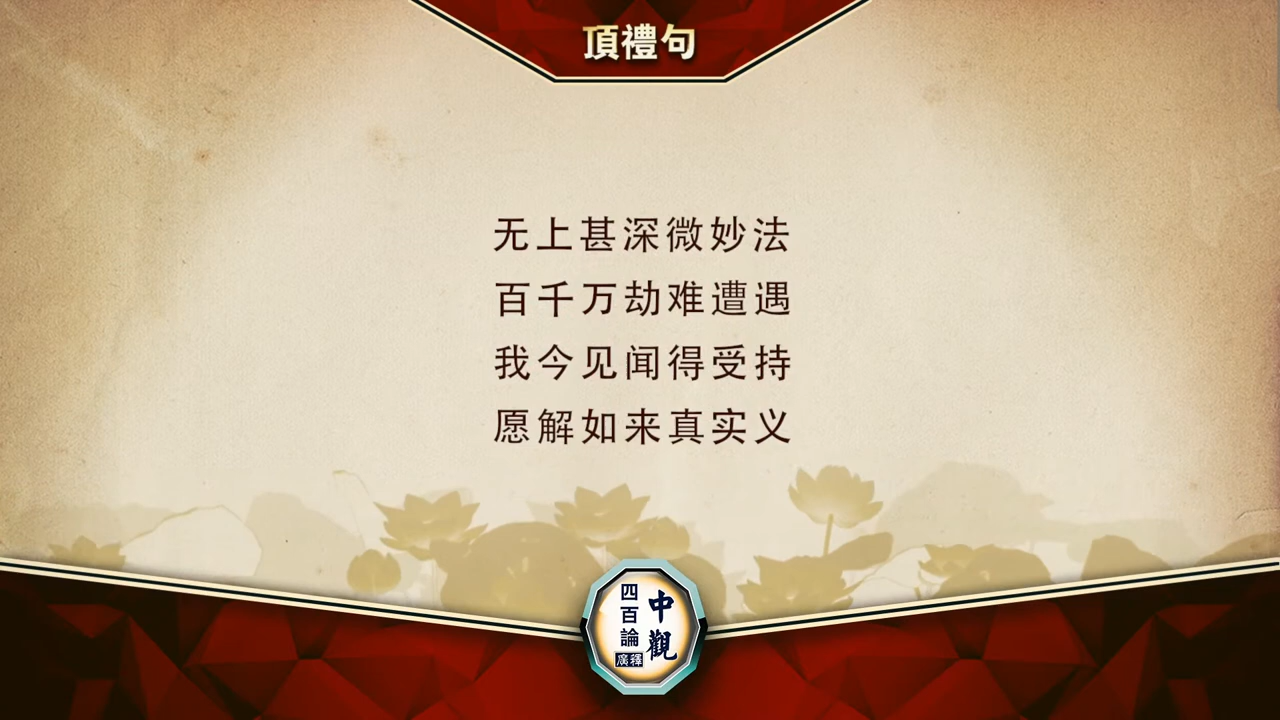 頂禮句
无上甚深微妙法
百千万劫难遭遇
我今见闻得受持
愿解如来真实义
中觀
四百論
廣釋